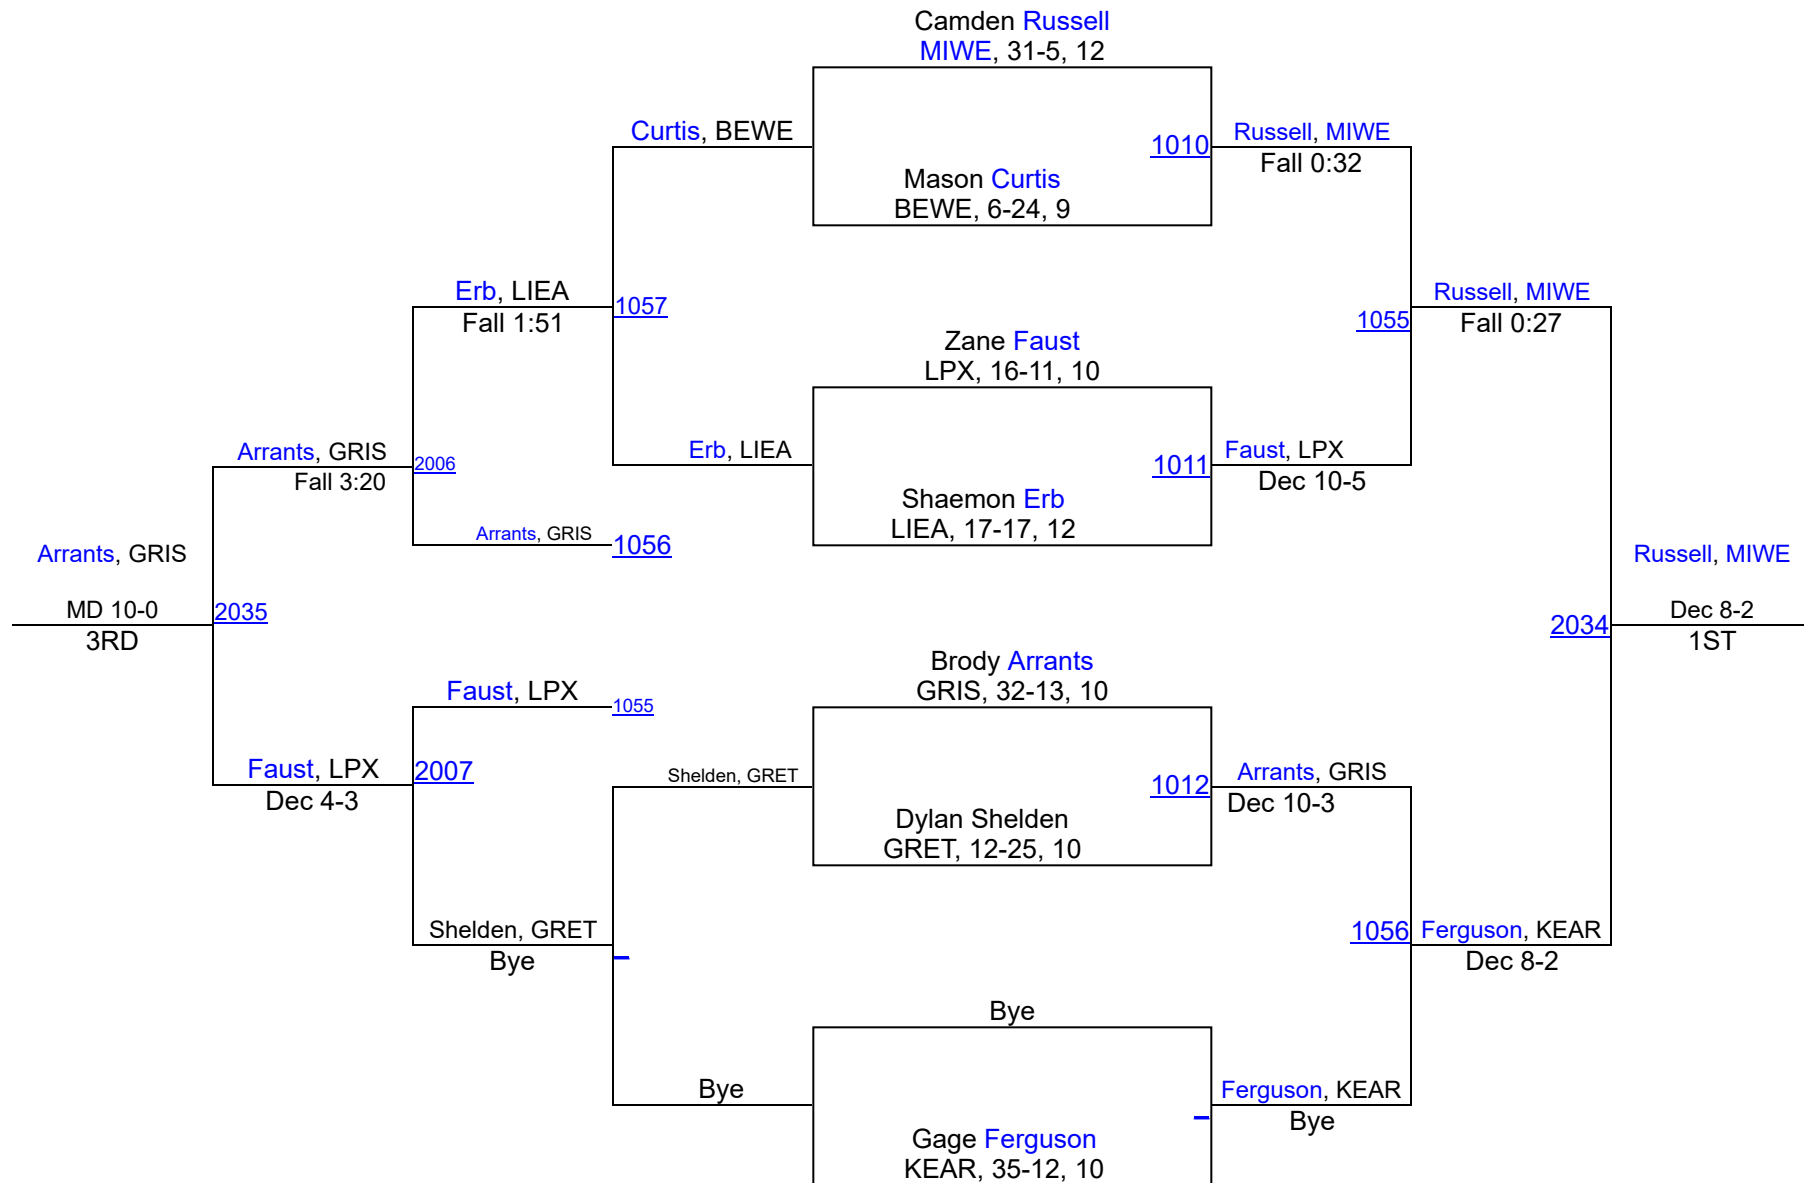 Camden Russell
MIWE, 31-5, 12
Curtis, BEWE
1010
Russell, MIWE
Fall 0:32
Mason Curtis
BEWE, 6-24, 9
Erb, LIEA
Fall 1:51
1057
Russell, MIWE
Fall 0:27
1055
Zane Faust
LPX, 16-11, 10
Arrants, GRIS
Fall 3:20
2006
Erb, LIEA
1011
Faust, LPX
Dec 10-5
Shaemon Erb
LIEA, 17-17, 12
Arrants, GRIS
1056
Arrants, GRIS
MD 10-0
3RD
2035
Russell, MIWE
Dec 8-2
1ST
2034
Brody Arrants
GRIS, 32-13, 10
Faust, LPX
1055
Faust, LPX
Dec 4-3
2007
Shelden, GRET
1012
Arrants, GRIS
Dec 10-3
Dylan Shelden
GRET, 12-25, 10
Shelden, GRET
Bye
1056
Ferguson, KEAR
Dec 8-2
Bye
Bye
Ferguson, KEAR
Bye
Gage Ferguson
KEAR, 35-12, 10